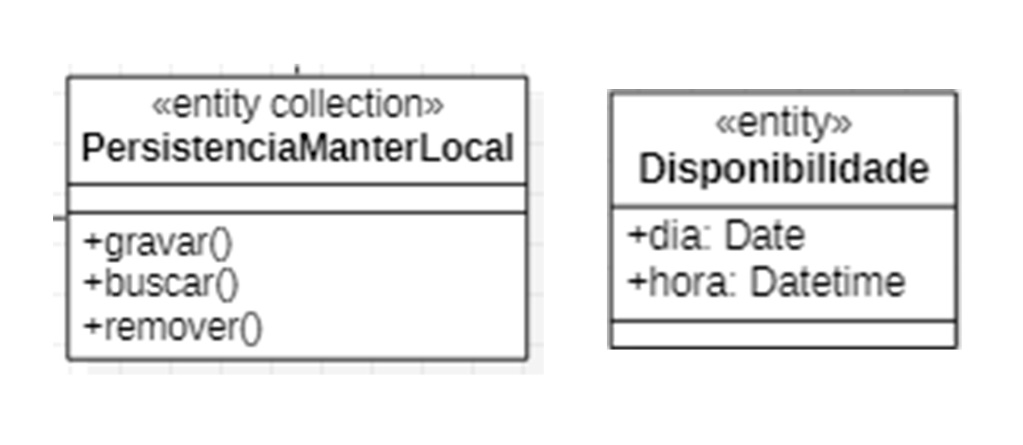 «entity collection»
PersistenciaManterLocal
+gravar()
+buscar()
+remover()
«entity»
Disponibilidade
+dia: Date
+hora: Datetime